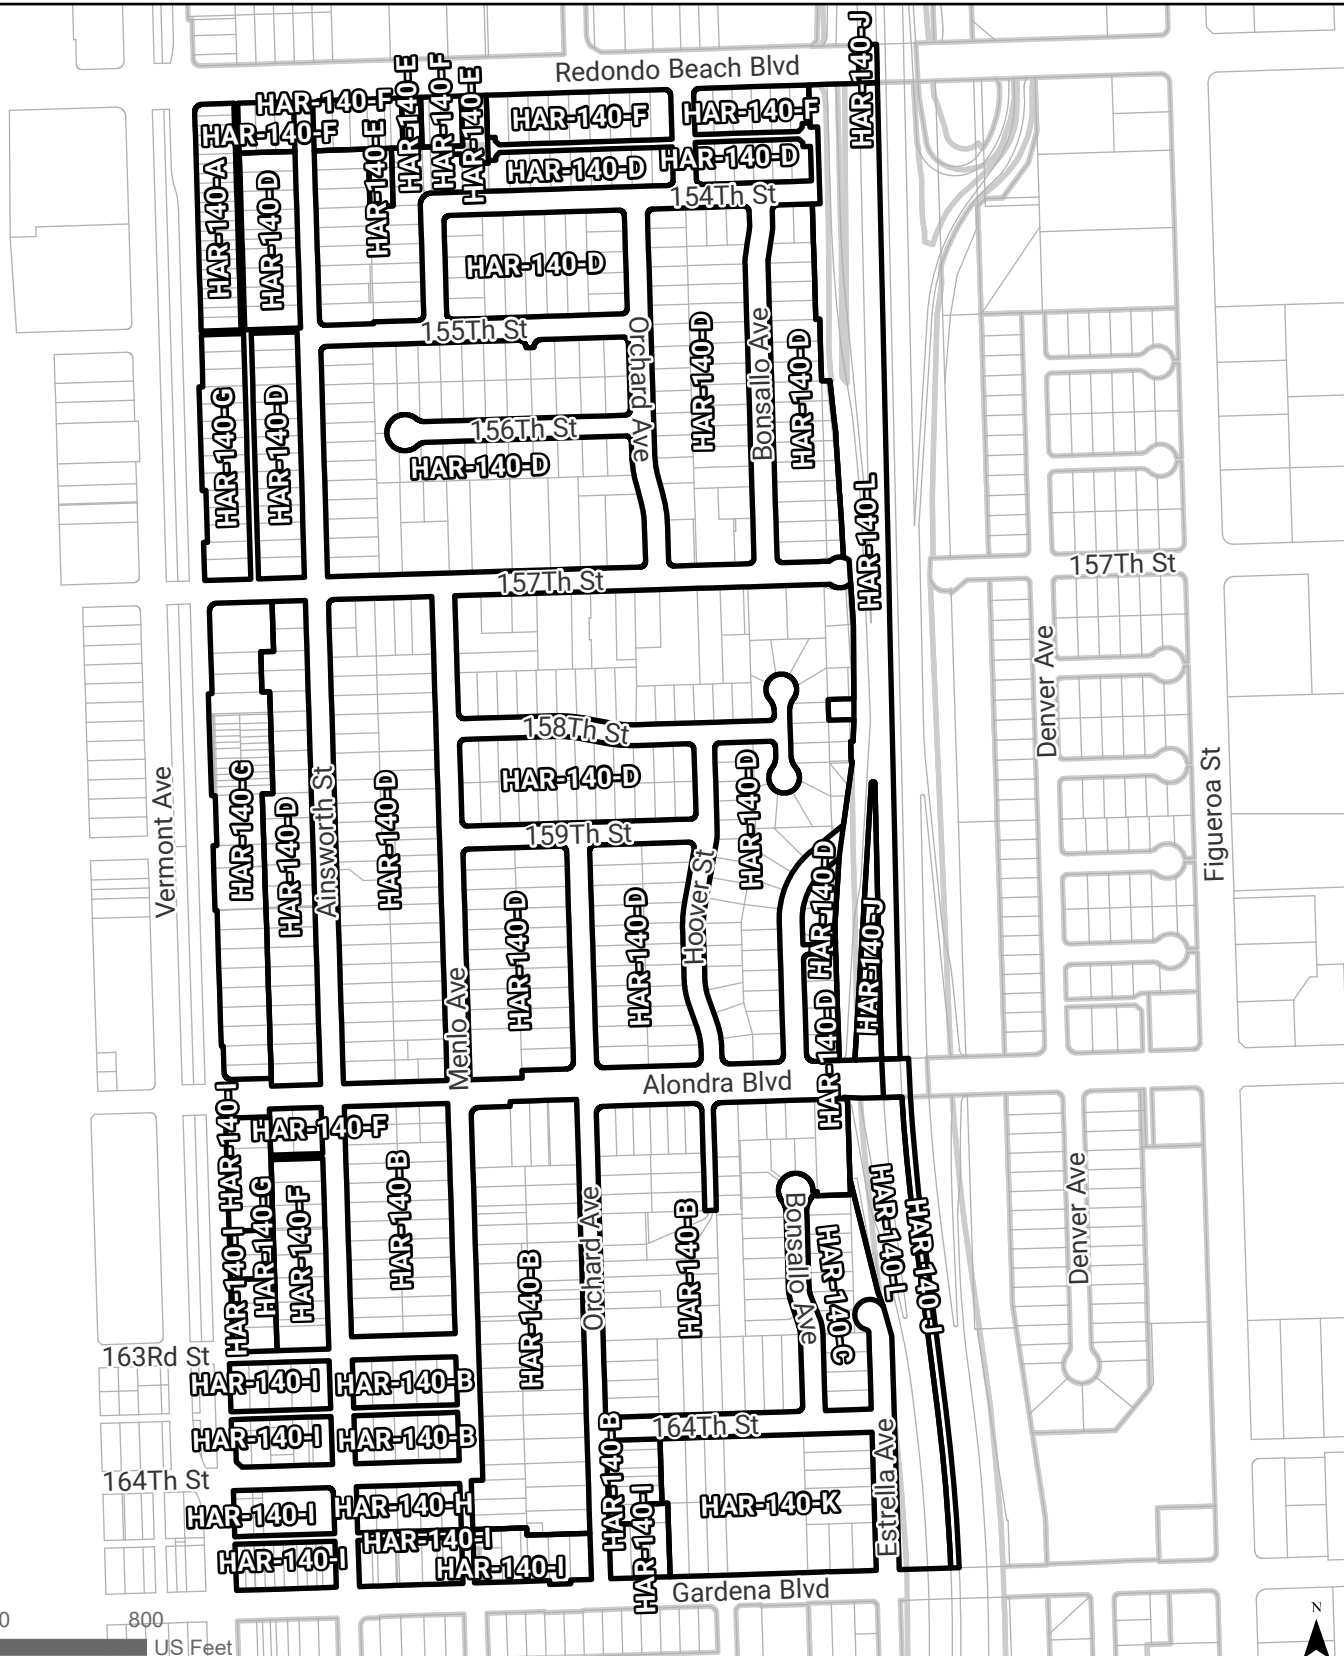 Redondo Beach Blvd
HAR-140-J
HAR-140-E
HAR-140-F
HAR-140-E
HAR-140-F
HAR-140-F
HAR-140-F
HAR-140-F
HAR-140-E
HAR-140-D
HAR-140-D
HAR-140-A
HAR-140-D
154Th St
HAR-140-D
155Th St
Orchard Ave
HAR-140-D
Bonsallo Ave
HAR-140-D
HAR-140-G
HAR-140-D
156Th St
HAR-140-D
HAR-140-L
157Th St
157Th St
Denver Ave
158Th St
HAR-140-D
HAR-140-D
159Th St
Vermont Ave
HAR-140-G
HAR-140-D
Ainsworth St
HAR-140-D
Figueroa St
HAR-140-D
HAR-140-D
Hoover St
HAR-140-D
HAR-140-J
HAR-140-D
Menlo Ave
Alondra Blvd
HAR-140-I
HAR-140-F
HAR-140-I
HAR-140-G
HAR-140-F
HAR-140-B
HAR-140-B
Orchard Ave
HAR-140-B
Bonsallo Ave
HAR-140-C
HAR-140-L
HAR-140-J
Denver Ave
163Rd St
HAR-140-I
HAR-140-B
HAR-140-I
HAR-140-B
164Th St
164Th St
HAR-140-B
Estrella Ave
HAR-140-I
HAR-140-H
HAR-140-K
HAR-140-I
HAR-140-I
HAR-140-I
HAR-140-I
Gardena Blvd
0
800
US Feet
N